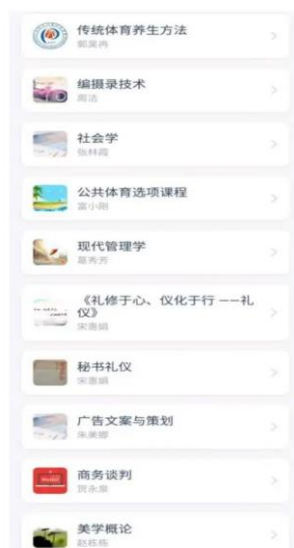 传统体育养生方法
郭吴冉
编摄录技术
周洁
社会学
张林霞
公共体育选项课程
富小刚
现代管理学
葛秀芳
《礼修于心、仪化于行 ——礼
仪》
宋惠娟
秘书礼仪
宋惠娟
广告文案与策划
朱美娜
商务谈判
贺永泉
美学概论
赵栋栋